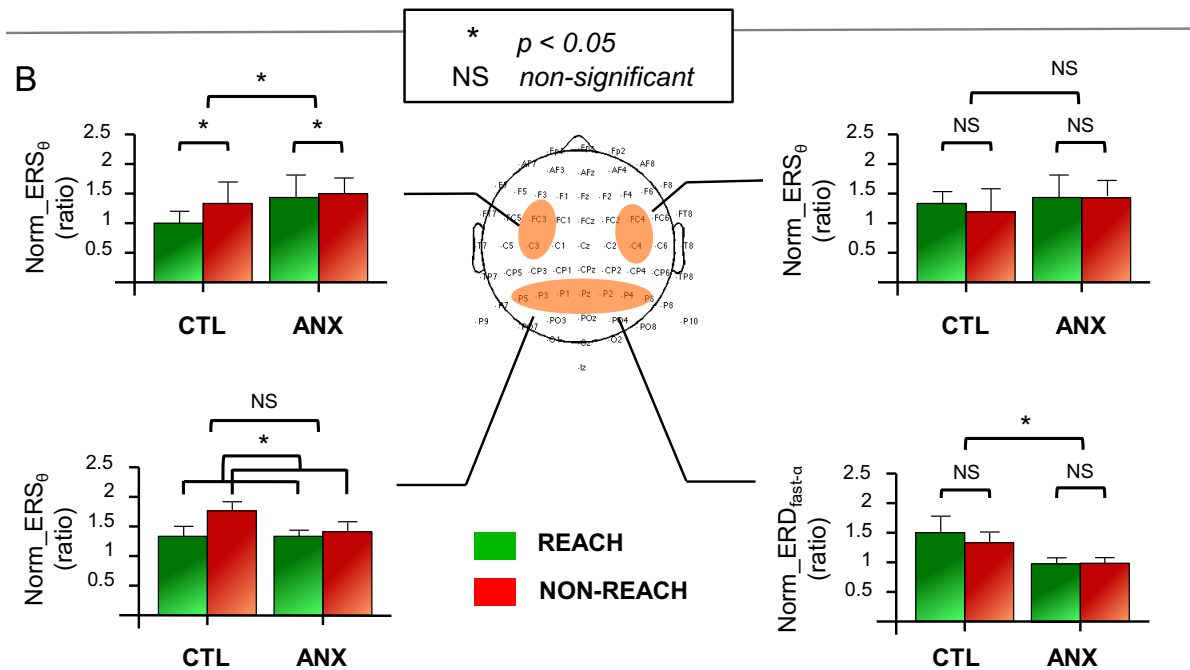 * p < 0.05
NS non-significant
B
*
* *
2.5
2
1.5
1
0.5
Norm_ERSθ
(ratio)
CTL ANX
NS
NS NS
2.5
2
1.5
1
0.5
Norm_ERSθ
(ratio)
CTL ANX
Fp1 Fpz Fp2
AF7 AF3 AFz AF4 AF8
F7 F5 F3 F1 Fz F2 F4 F6 F8
FT7 FC5 FC3 FC1 FCz FC2 FC4 FC6 FT8
T7 C5 C3 C1 Cz C2 C4 C6 T8
TP7 CP5 CP3 CP1 CPz CP2 CP4 CP6 TP8
P7 P5 P3 P1 Pz P2 P4 P6 P8
P9 PO7 PO3 POz PO4 PO8 P10
O1 Oz O2
Iz
NS
*
2.5
2
1.5
1
0.5
Norm_ERSθ
(ratio)
CTL ANX
REACH
NON-REACH
*
NS NS
2.5
2
1.5
1
0.5
Norm_ERDfast-α
(ratio)
CTL ANX